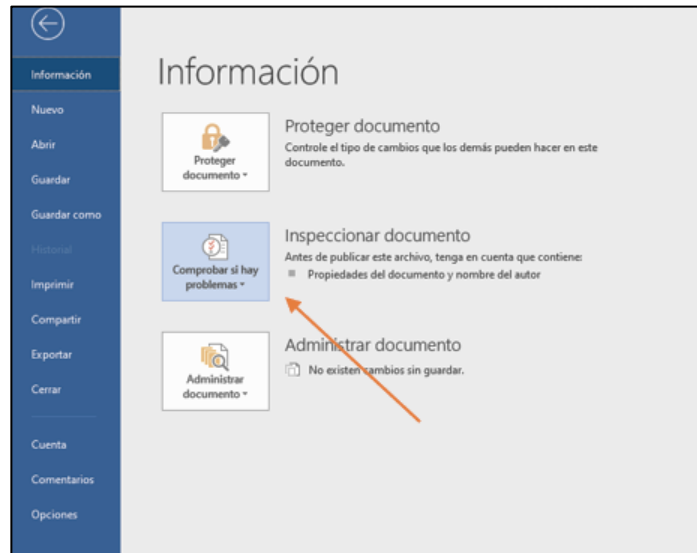 Información
Nuevo
Abrir
Guardar
Guardar como
Historial
Imprimir
Compartir
Exportar
Cerrar
Cuenta
Comentarios
Opciones
Información
Proteger
documento
Proteger documento
Controle el tipo de cambios que los demás pueden hacer en este
documento.
Comprobar si hay
problemas
Inspeccionar documento
Antes de publicar este archivo, tenga en cuenta que contiene:
Propiedades del documento y nombre del autor
Administrar
documento
Administrar documento
No existen cambios sin guardar.